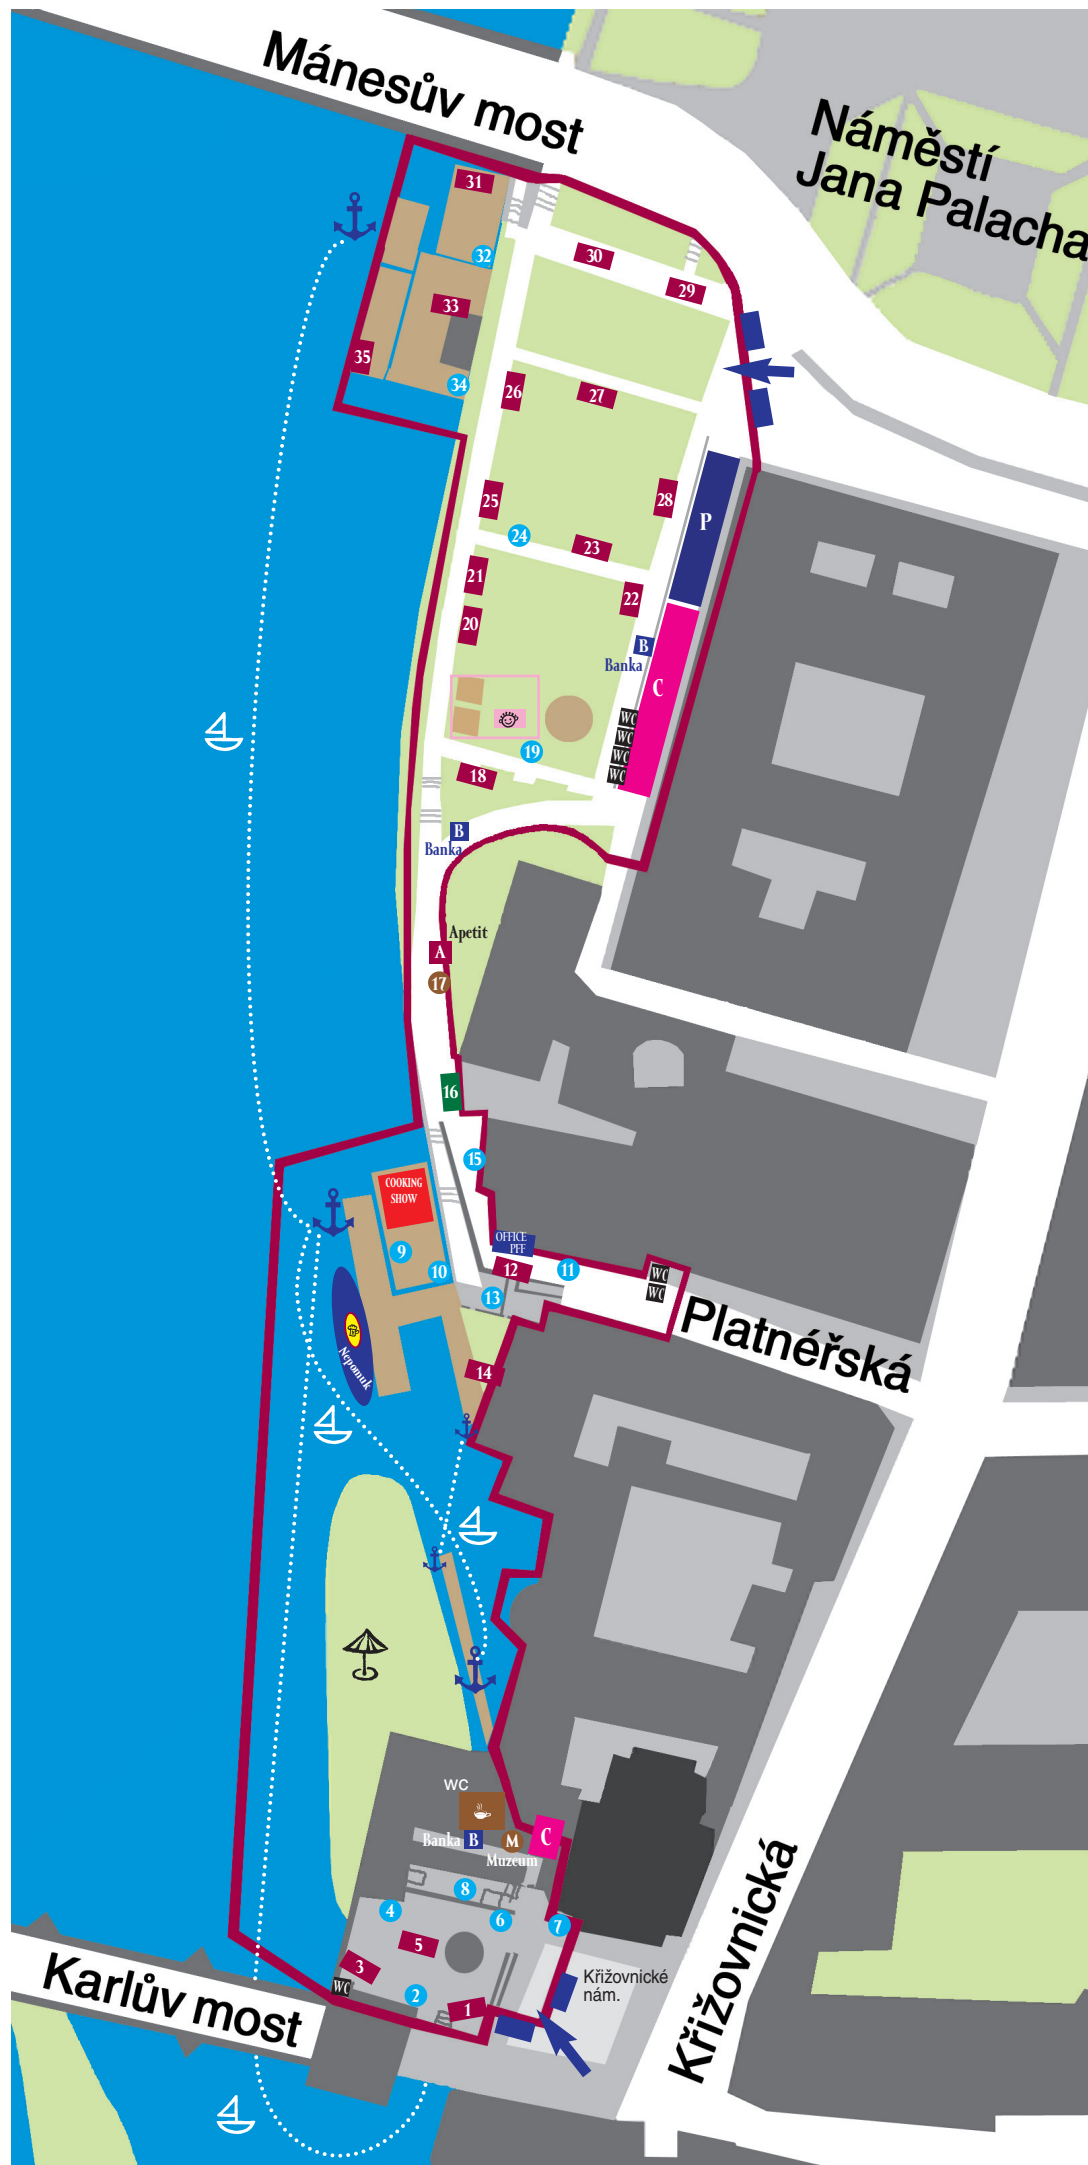 Mánesův most
Náměstí
Jana Palacha
31
32
30
33
29
35
34
26
27
25
28
P
24
23
21
22
20
B
Banka
C
WC
WC
WC
WC
19
18
B
Banka
Apetit
A
17
16
15
COOKING
SHOW
OFFICE
PFF
9
10
12
11
WC
WC
13
Platnéřská
Nepomuk
14
WC
Banka B
M
C
Muzeum
8
4
6
7
5
3
WC
2
1
Křižovnické
nám.
Křižovnická
Karlův most